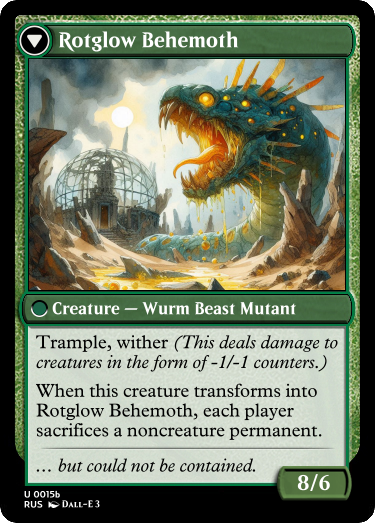 Rotglow Behemoth
Creature — Wurm Beast Mutant
Trample, wither (This deals damage to
creatures in the form of -1/-1 counters.)
When this creature transforms into
Rotglow Behemoth, each player
sacrifices a noncreature permanent.
… but could not be contained.
8/6
U 0015b
RUS DALL-E 3